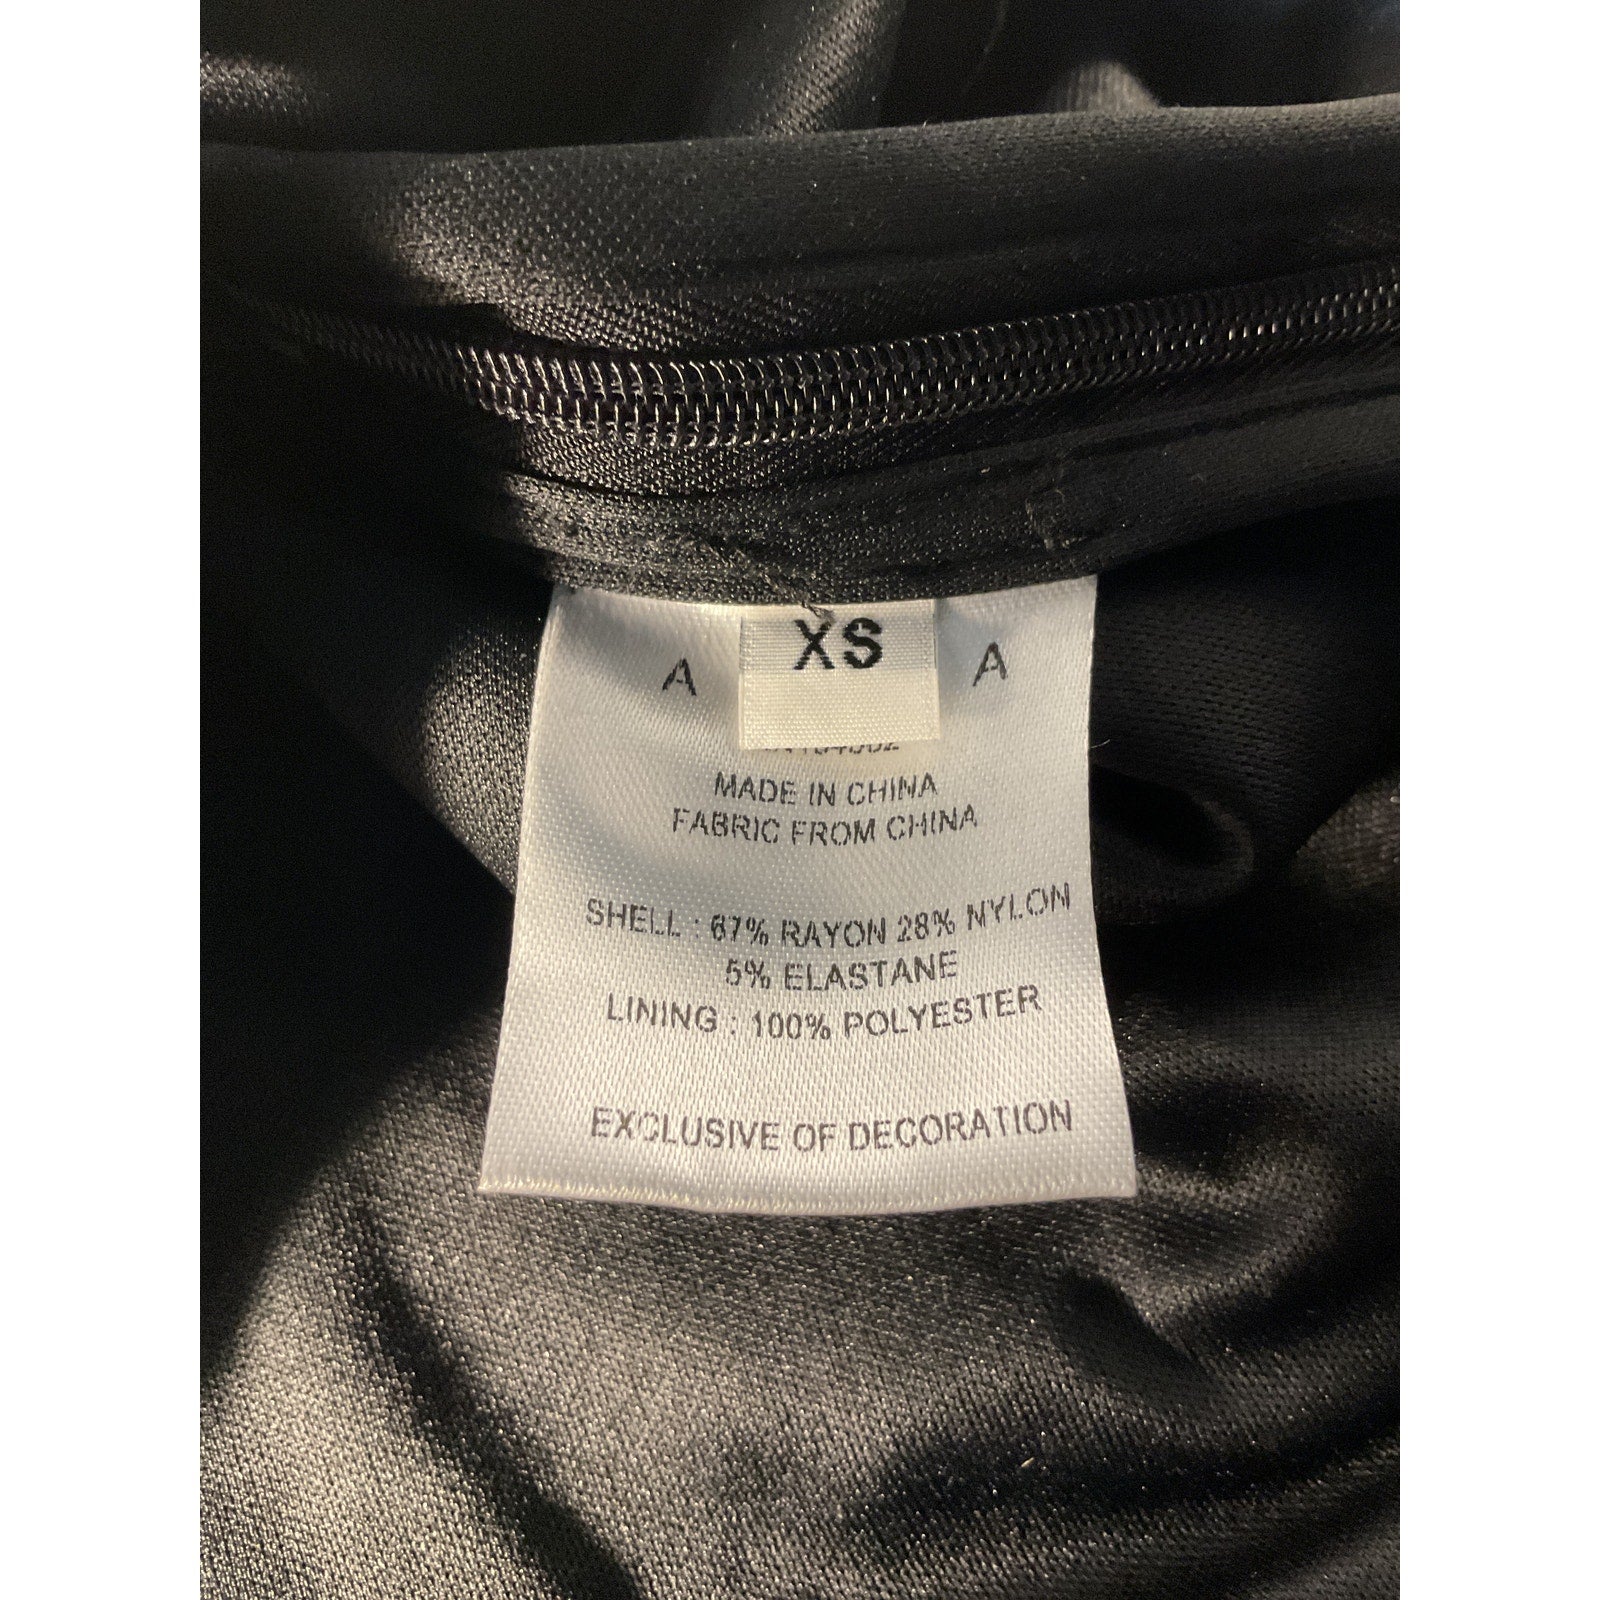 XS
A A
MADE IN CHINA
FABRIC FROM CHINA
SHELL : 67% RAYON 28% NYLON
5% ELASTANE
LINING : 100% POLYESTER
EXCLUSIVE OF DECORATION